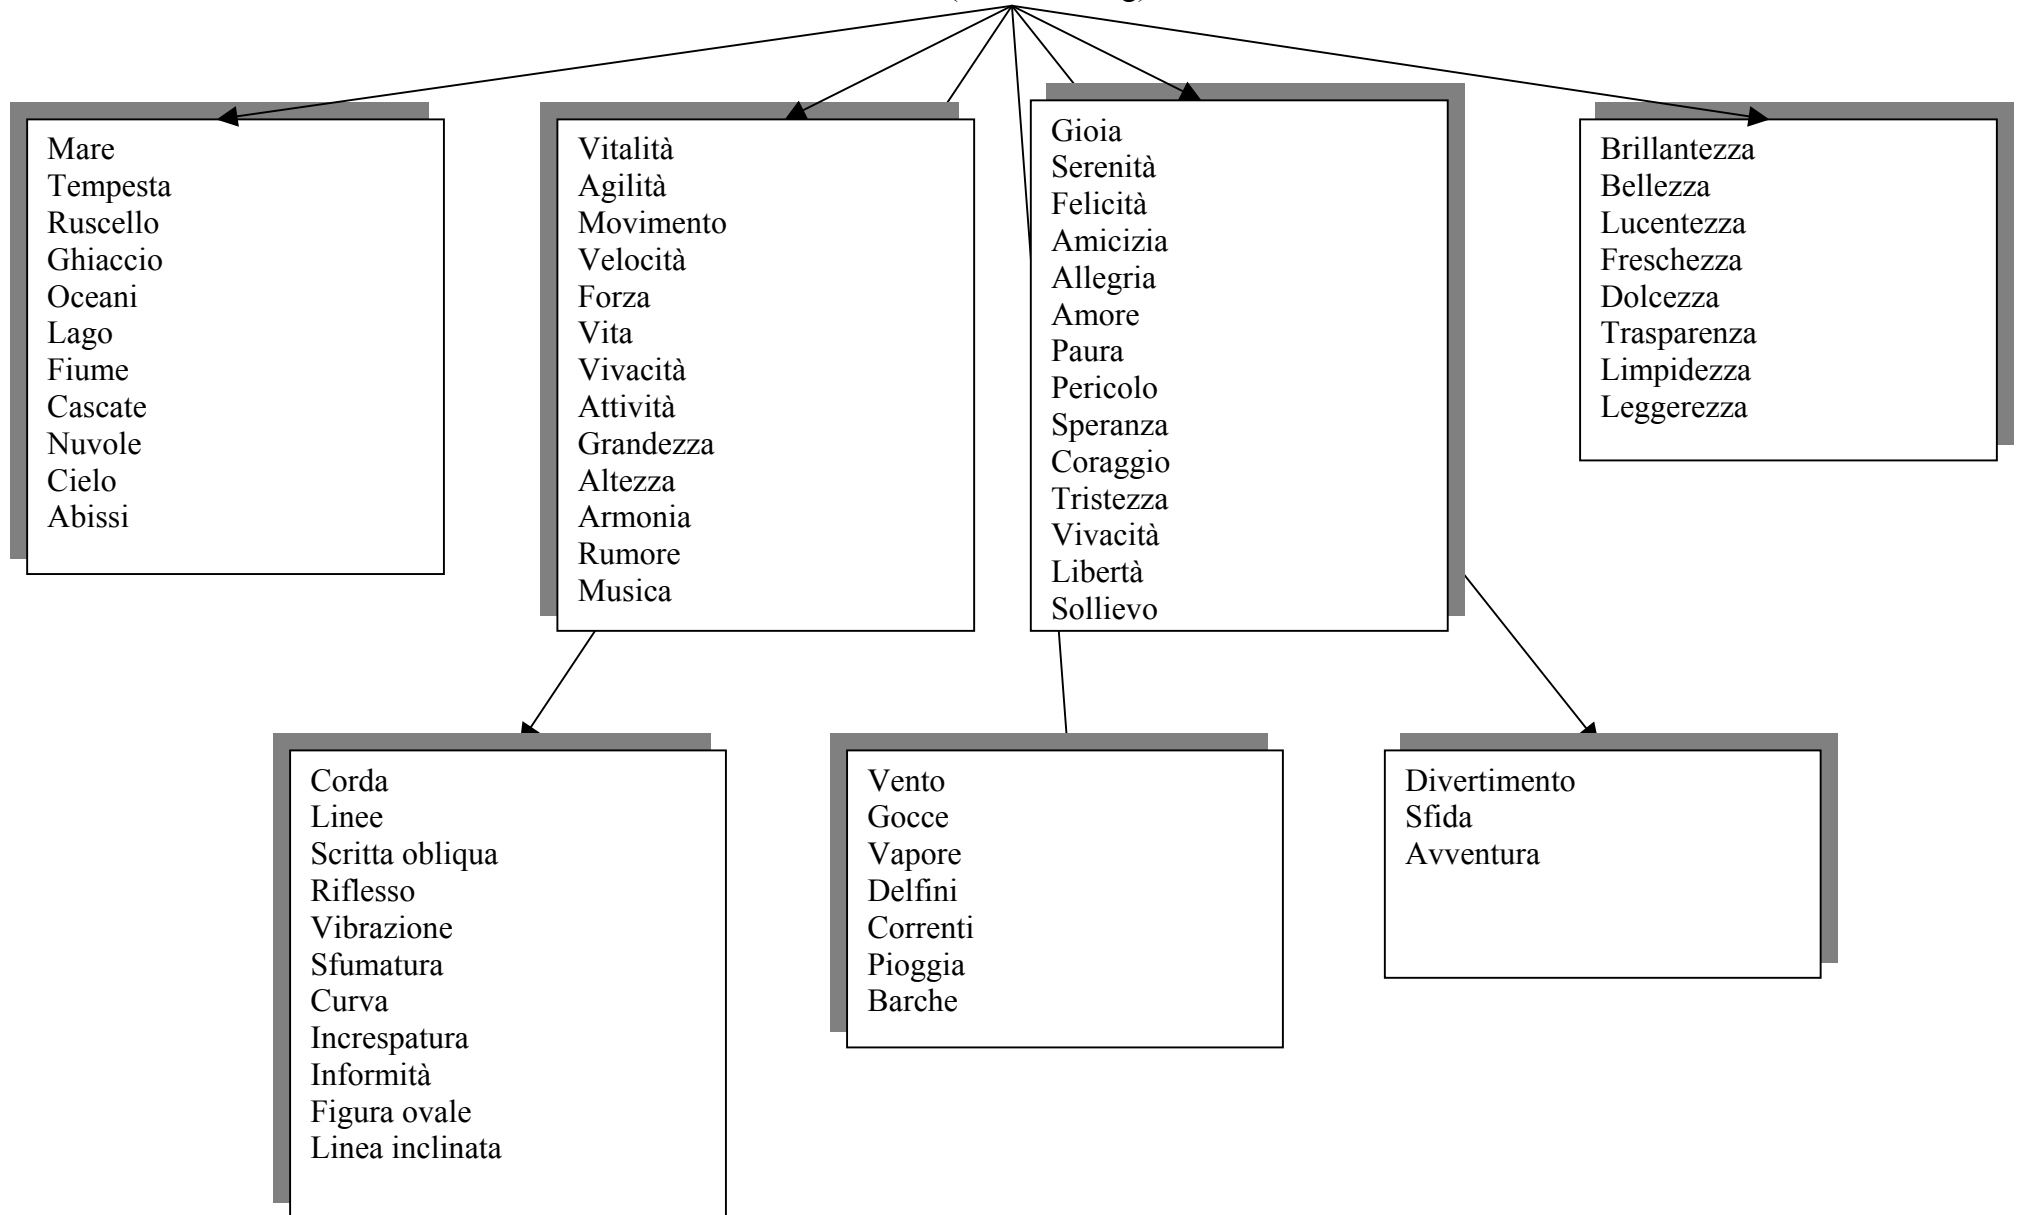 Mare
Tempesta
Ruscello
Ghiaccio
Oceani
Lago
Fiume
Cascate
Nuvole
Cielo
Abissi
Vitalità
Agilità
Movimento
Velocità
Forza
Vita
Vivacità
Attività
Grandezza
Altezza
Armonia
Rumore
Musica
Gioia
Serenità
Felicità
Amicizia
Allegria
Amore
Paura
Pericolo
Speranza
Coraggio
Tristezza
Vivacità
Libertà
Sollievo
Brillantezza
Bellezza
Lucentezza
Freschezza
Dolcezza
Trasparenza
Limpidezza
Leggerezza
Corda
Linee
Scritta obliqua
Riflesso
Vibrazione
Sfumatura
Curva
Increspatura
Informità
Figura ovale
Linea inclinata
Vento
Gocce
Vapore
Delfini
Correnti
Pioggia
Barche
Divertimento
Sfida
Avventura